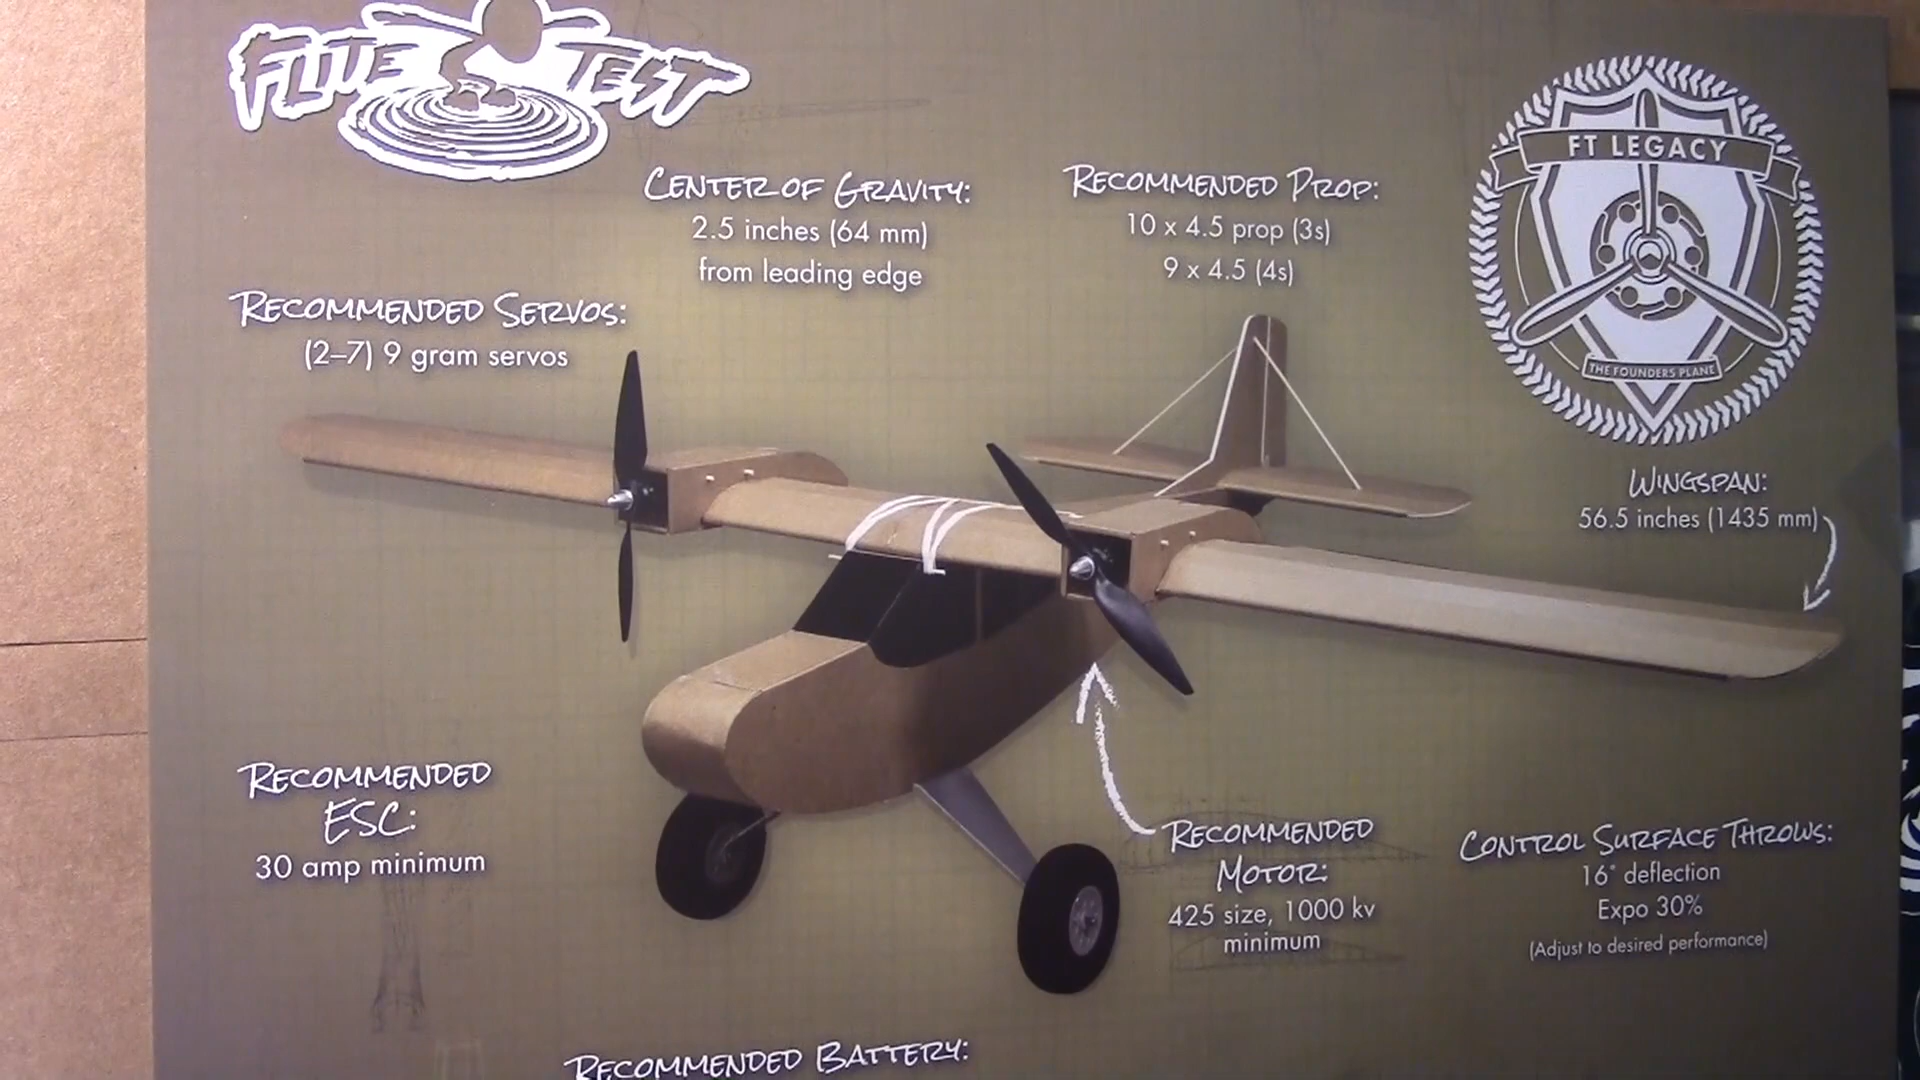 FLITE TEST
FT LEGACY
THE FOUNDERS PLANE
CENTER OF GRAVITY:
2.5 inches (64 mm)
from leading edge
RECOMMENDED PROP:
10 x 4.5 prop (3s)
9 x 4.5 (4s)
RECOMMENDED SERVOS:
(2–7) 9 gram servos
WINGSPAN:
56.5 inches (1435 mm)
RECOMMENDED
ESC:
30 amp minimum
RECOMMENDED
MOTOR:
425 size, 1000 kv
minimum
CONTROL SURFACE THROWS:
16° deflection
Expo 30%
(Adjust to desired performance)
RECOMMENDED BATTERY: